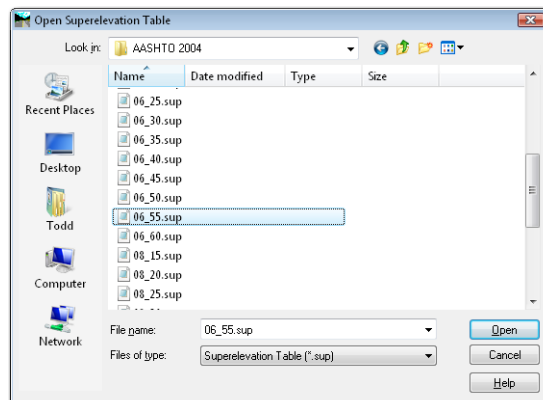 Open Superelevation Table
Look in: AASHTO 2004
Name Date modified Type Size
06_25.sup
06_30.sup
06_35.sup
06_40.sup
06_45.sup
06_50.sup
06_55.sup
06_60.sup
08_15.sup
08_20.sup
08_25.sup
Recent Places
Desktop
Todd
Computer
Network
File name: 06_55.sup Open
Files of type: Superelevation Table (*.sup) Cancel
Help